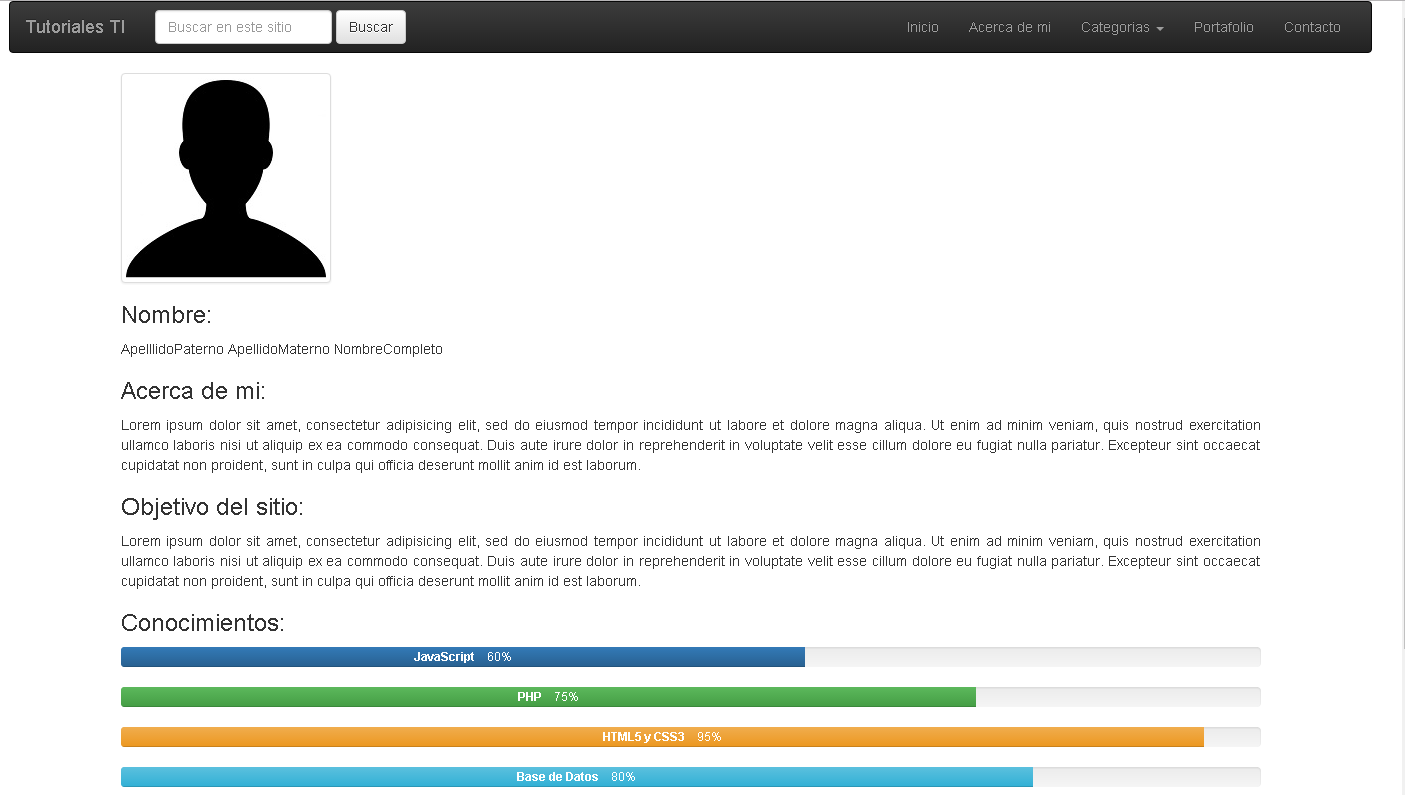 Tutoriales TI
Buscar en este sitio
Buscar
Inicio
Acerca de mi
Categorias
Portafolio
Contacto
Nombre:
ApelllidoPaterno ApellidoMaterno NombreCompleto
Acerca de mi:
Lorem ipsum dolor sit amet, consectetur adipisicing elit, sed do eiusmod tempor incididunt ut labore et dolore magna aliqua. Ut enim ad minim veniam, quis nostrud exercitation
ullamco laboris nisi ut aliquip ex ea commodo consequat. Duis aute irure dolor in reprehenderit in voluptate velit esse cillum dolore eu fugiat nulla pariatur. Excepteur sint occaecat
cupidatat non proident, sunt in culpa qui officia deserunt mollit anim id est laborum.
Objetivo del sitio:
Lorem ipsum dolor sit amet, consectetur adipisicing elit, sed do eiusmod tempor incididunt ut labore et dolore magna aliqua. Ut enim ad minim veniam, quis nostrud exercitation
ullamco laboris nisi ut aliquip ex ea commodo consequat. Duis aute irure dolor in reprehenderit in voluptate velit esse cillum dolore eu fugiat nulla pariatur. Excepteur sint occaecat
cupidatat non proident, sunt in culpa qui officia deserunt mollit anim id est laborum.
Conocimientos:
JavaScript 60%
PHP 75%
HTML5 y CSS3 95%
Base de Datos 80%